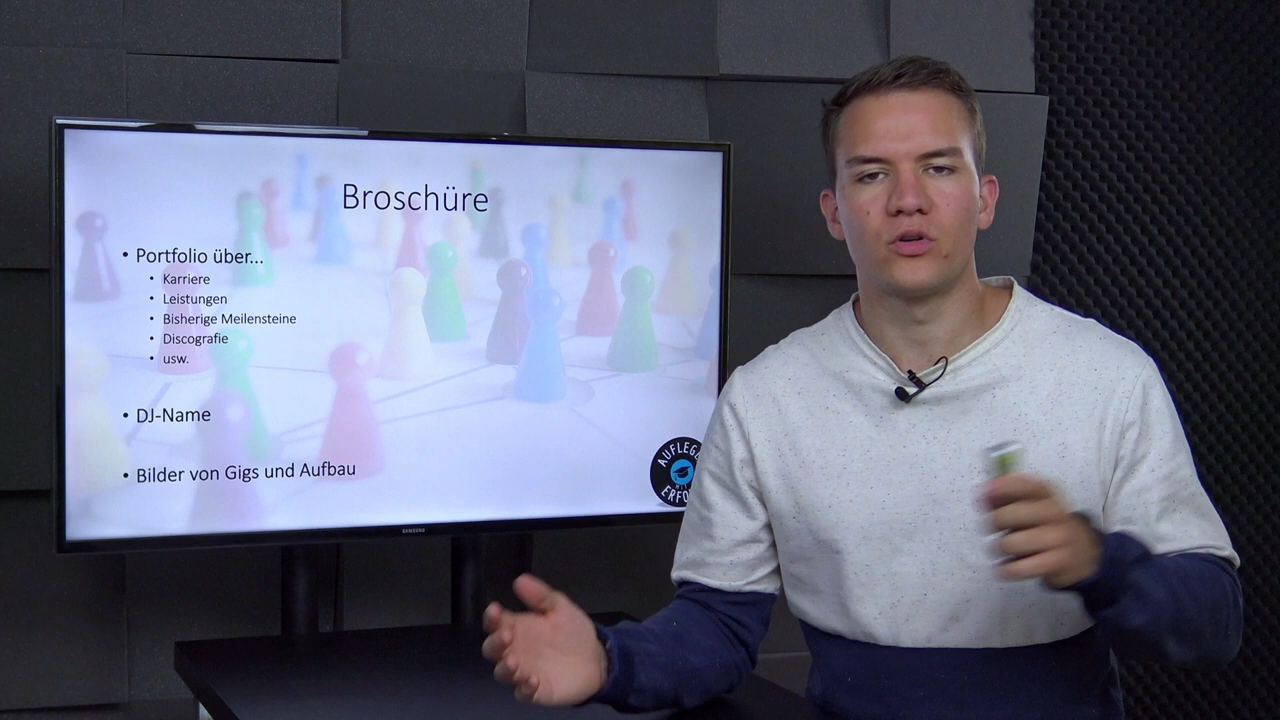 Broschüre
• Portfolio über...
• Karriere
• Leistungen
• Bisherige Meilensteine
• Discografie
• usw.
• DJ-Name
• Bilder von Gigs und Aufbau
SAMSUNG